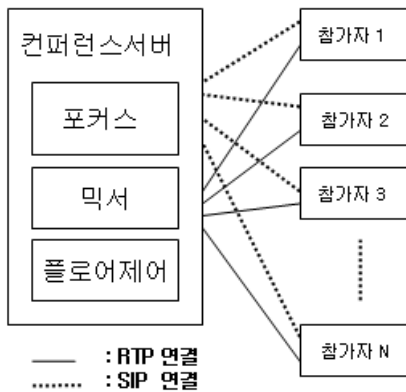 컨퍼런스서버
포커스
믹서
플로어제어
참가자 1
참가자 2
참가자 3
참가자 N
: RTP 연결
: SIP 연결